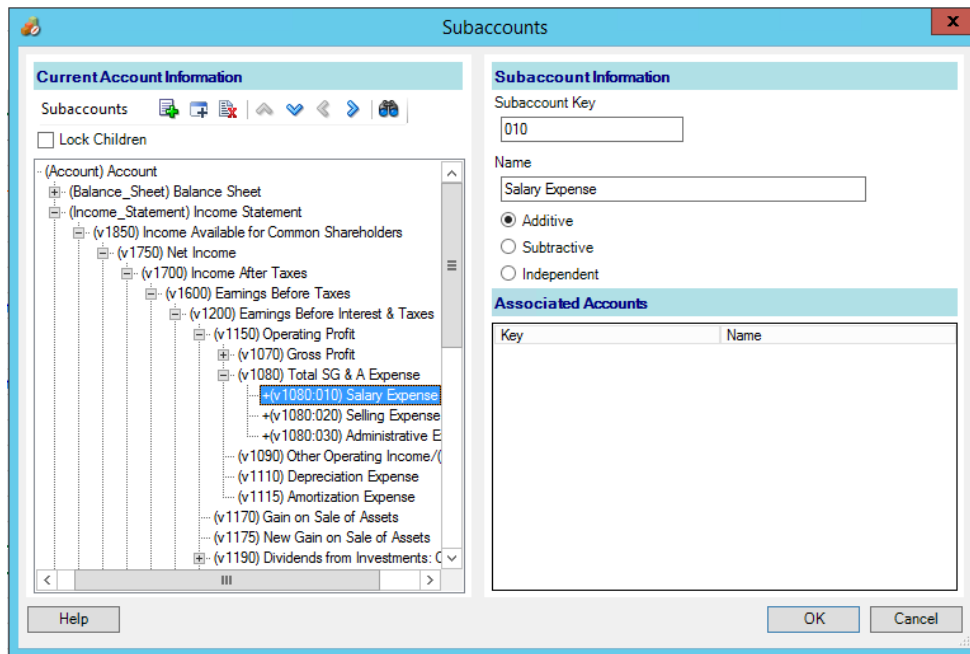 Subaccounts
x
Current Account Information
Subaccounts
Lock Children
(Account) Account
(Balance_Sheet) Balance Sheet
(Income_Statement) Income Statement
(v1850) Income Available for Common Shareholders
(v1750) Net Income
(v1700) Income After Taxes
(v1600) Earnings Before Taxes
(v1200) Earnings Before Interest & Taxes
(v1150) Operating Profit
(v1070) Gross Profit
(v1080) Total SG & A Expense
+(v1080:010) Salary Expense
+(v1080:020) Selling Expense
+(v1080:030) Administrative E
(v1090) Other Operating Income/(
(v1110) Depreciation Expense
(v1115) Amortization Expense
(v1170) Gain on Sale of Assets
(v1175) New Gain on Sale of Assets
(v1190) Dividends from Investments: C
Subaccount Information
Subaccount Key
010
Name
Salary Expense
Additive
Subtractive
Independent
Associated Accounts
Key Name
Help OK Cancel